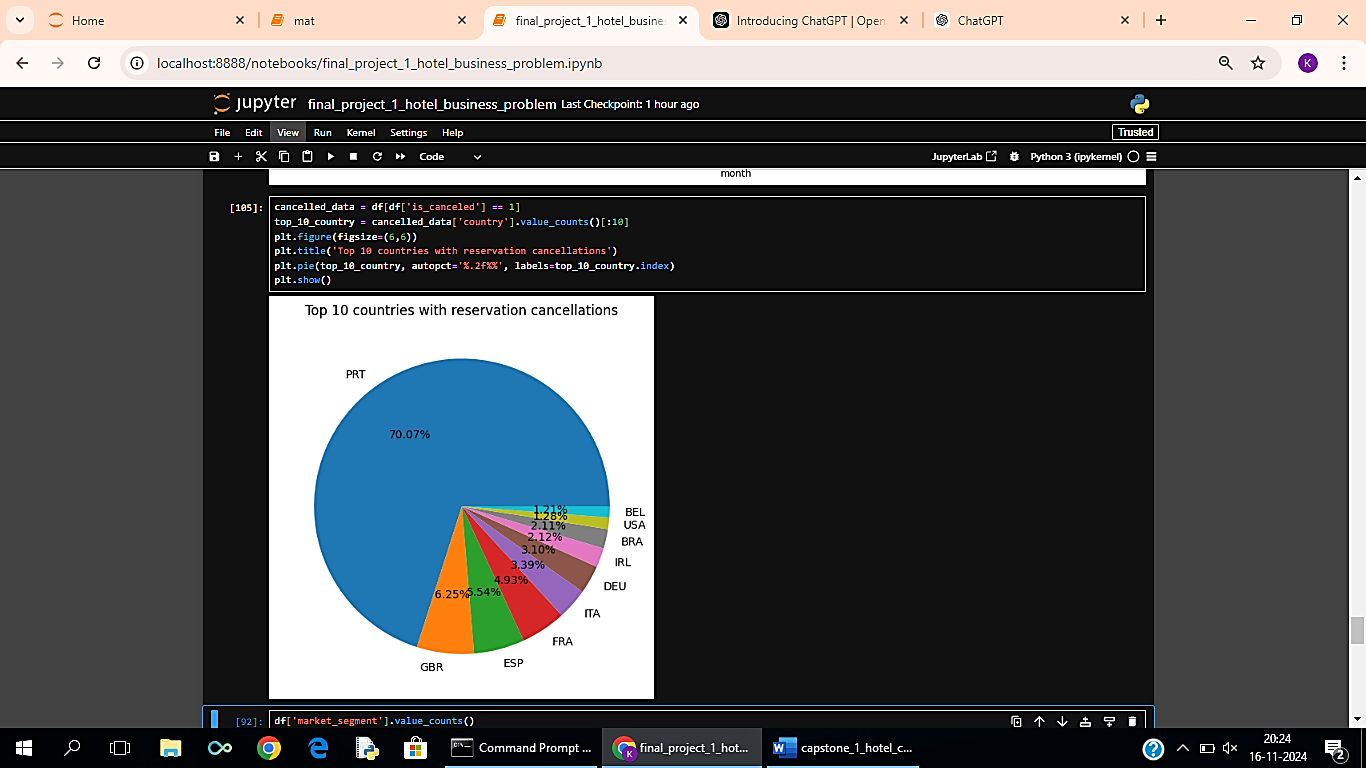 Home
mat
final_project_1_hotel_busines
Introducing ChatGPT | Open
ChatGPT
localhost:8888/notebooks/final_project_1_hotel_business_problem.ipynb
K
jupyter final_project_1_hotel_business_problem Last Checkpoint: 1 hour ago
File Edit View Run Kernel Settings Help
Trusted
Code
JupyterLab
Python 3 (ipykernel)
month
[105]:
cancelled_data = df[df['is_canceled'] == 1]
top_10_country = cancelled_data['country'].value_counts()[:10]
plt.figure(figsize=(6,6))
plt.title('Top 10 countries with reservation cancellations')
plt.pie(top_10_country, autopct='%.2f%%', labels=top_10_country.index)
plt.show()
Top 10 countries with reservation cancellations
PRT
70.07%
1.21%
BEL
1.28%
USA
2.11%
BRA
2.12%
IRL
3.10%
DEU
3.39%
ITA
4.93%
FRA
5.54%
ESP
6.25%
GBR
[92]:
df['market_segment'].value_counts()
Command Prompt ...
final_project_1_hot...
capstone_1_hotel_c...
20:24
16-11-2024
2